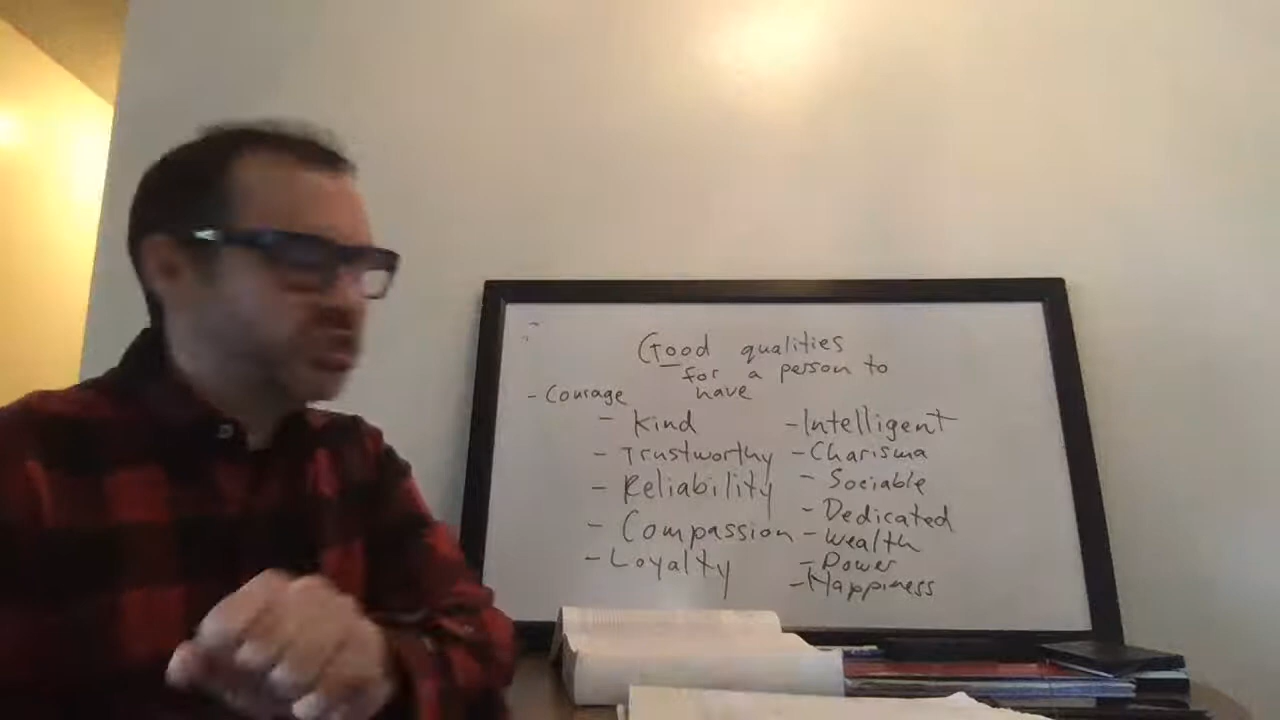 Good qualities
for a person to
have
- Courage
- Kind
- Trustworthy
- Reliability
- Compassion
- Loyalty
- Intelligent
- Charisma
- Sociable
- Dedicated
- Wealth
- Power
- Happiness